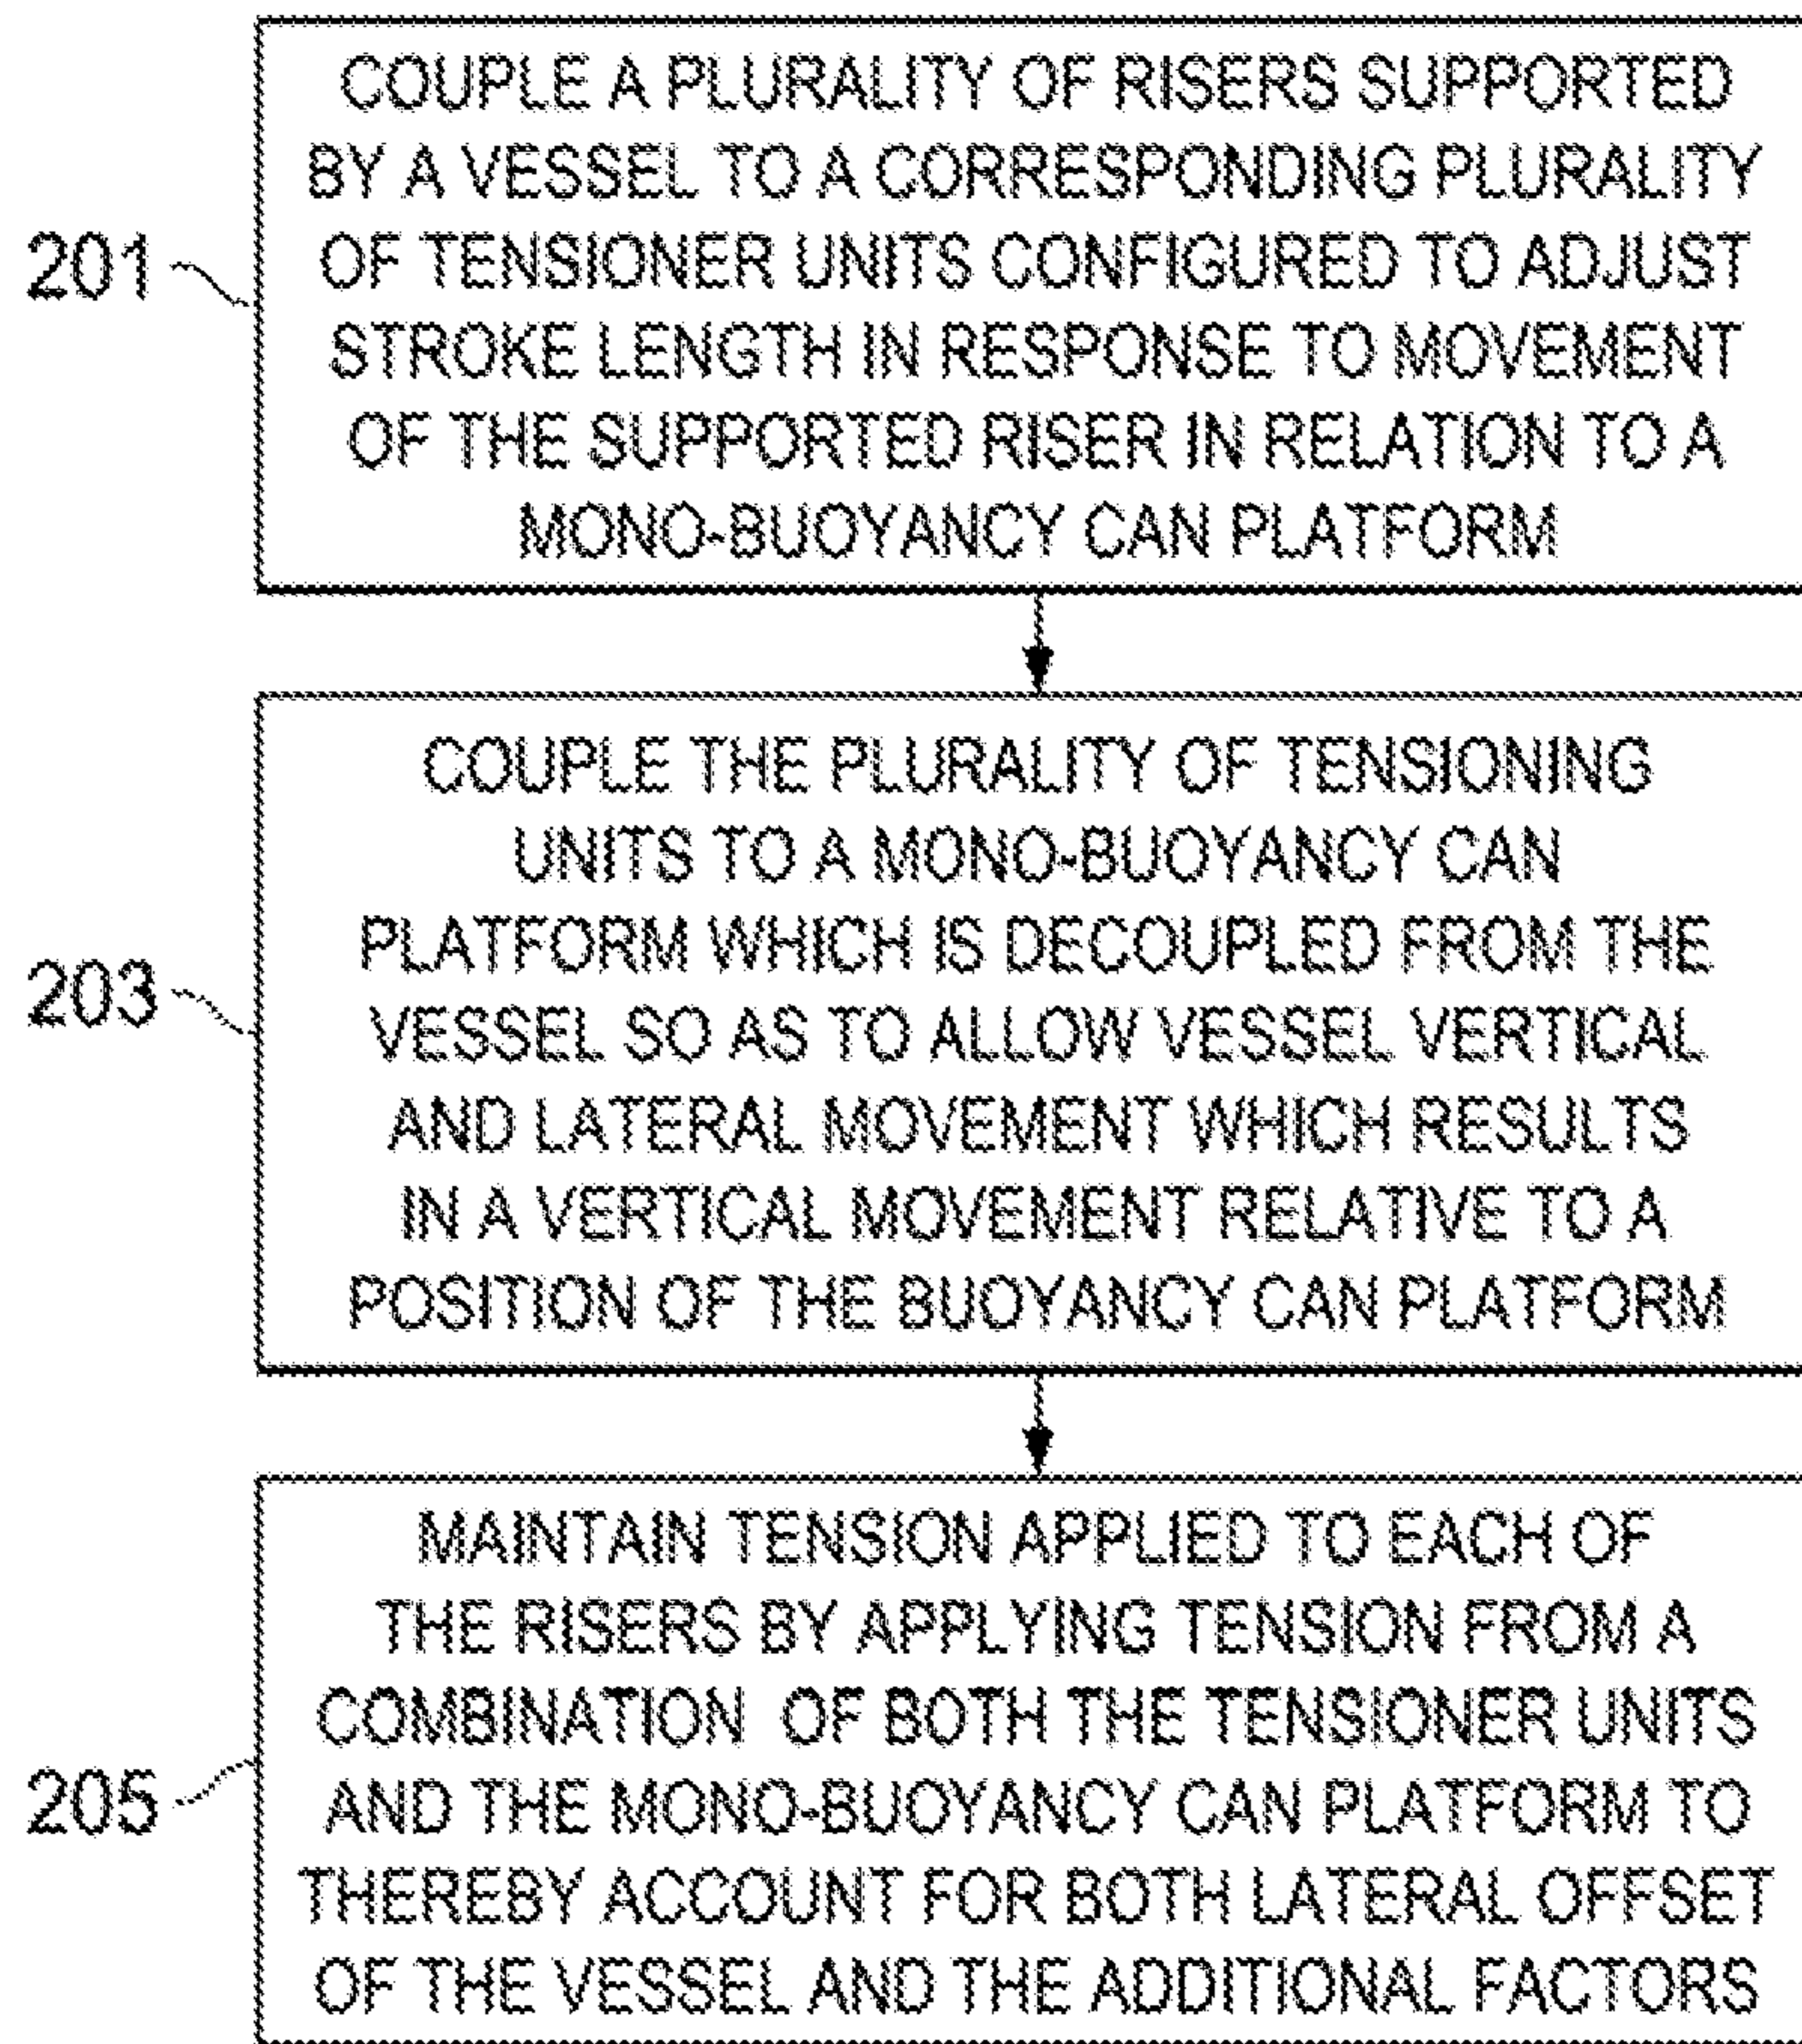 201
COUPLE A PLURALITY OF RISERS SUPPORTED
BY A VESSEL TO A CORRESPONDING PLURALITY
OF TENSIONER UNITS CONFIGURED TO ADJUST
STROKE LENGTH IN RESPONSE TO MOVEMENT
OF THE SUPPORTED RISER IN RELATION TO A
MONO-BUOYANCY CAN PLATFORM
203
COUPLE THE PLURALITY OF TENSIONING
UNITS TO A MONO-BUOYANCY CAN
PLATFORM WHICH IS DECOUPLED FROM THE
VESSEL SO AS TO ALLOW VESSEL VERTICAL
AND LATERAL MOVEMENT WHICH RESULTS
IN A VERTICAL MOVEMENT RELATIVE TO A
POSITION OF THE BUOYANCY CAN PLATFORM
205
MAINTAIN TENSION APPLIED TO EACH OF
THE RISERS BY APPLYING TENSION FROM A
COMBINATION OF BOTH THE TENSIONER UNITS
AND THE MONO-BUOYANCY CAN PLATFORM TO
THEREBY ACCOUNT FOR BOTH LATERAL OFFSET
OF THE VESSEL AND THE ADDITIONAL FACTORS